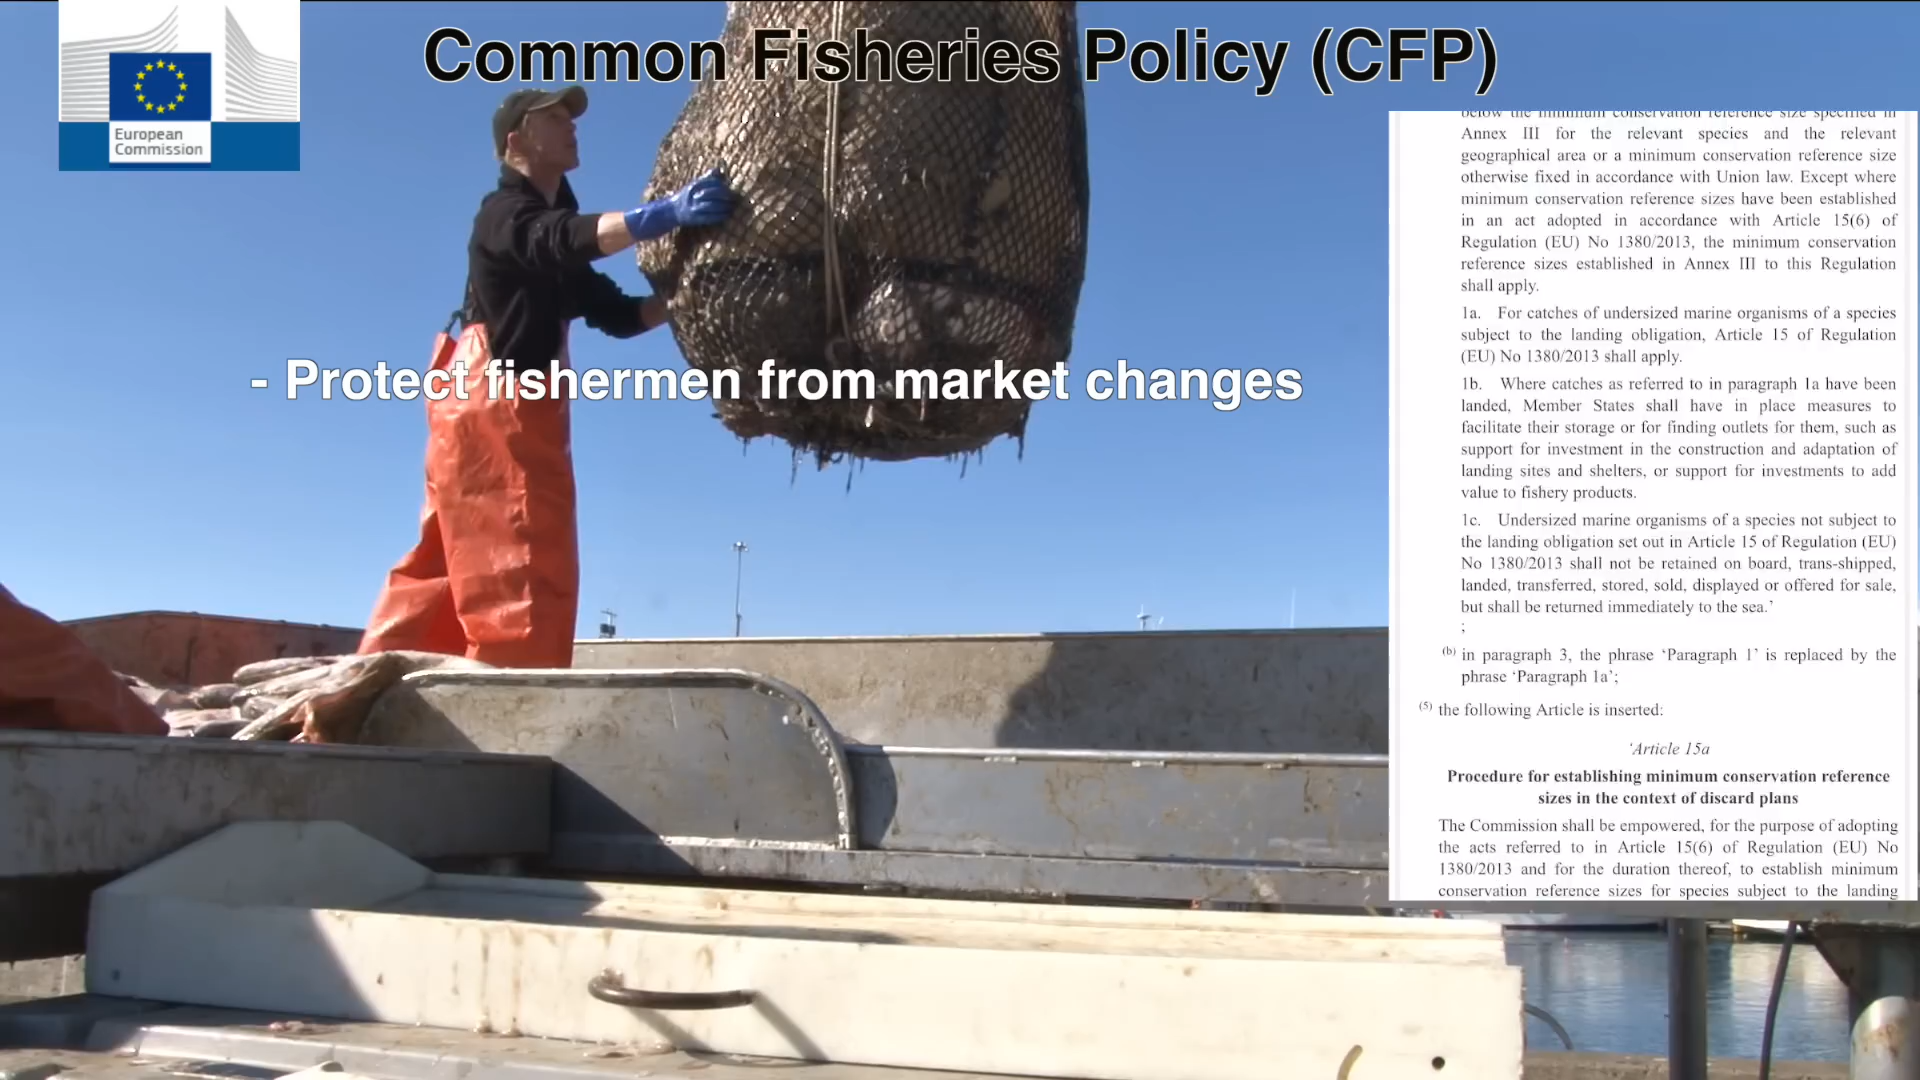 Common Fisheries Policy (CFP)
European
Commission
- Protect fishermen from market changes
below the minimum conservation reference size specified in
Annex III for the relevant species and the relevant
geographical area or a minimum conservation reference size
otherwise fixed in accordance with Union law. Except where
minimum conservation reference sizes have been established
in an act adopted in accordance with Article 15(6) of
Regulation (EU) No 1380/2013, the minimum conservation
reference sizes established in Annex III to this Regulation
shall apply.
1a. For catches of undersized marine organisms of a species
subject to the landing obligation, Article 15 of Regulation
(EU) No 1380/2013 shall apply.
1b. Where catches as referred to in paragraph 1a have been
landed, Member States shall have in place measures to
facilitate their storage or for finding outlets for them, such as
support for investment in the construction and adaptation of
landing sites and shelters, or support for investments to add
value to fishery products.
1c. Undersized marine organisms of a species not subject to
the landing obligation set out in Article 15 of Regulation (EU)
No 1380/2013 shall not be retained on board, trans-shipped,
landed, transferred, stored, sold, displayed or offered for sale,
but shall be returned immediately to the sea.’
;
(b) in paragraph 3, the phrase ‘Paragraph 1’ is replaced by the
phrase ‘Paragraph 1a’;
(5) the following Article is inserted:
‘Article 15a
Procedure for establishing minimum conservation reference
sizes in the context of discard plans
The Commission shall be empowered, for the purpose of adopting
the acts referred to in Article 15(6) of Regulation (EU) No
1380/2013 and for the duration thereof, to establish minimum
conservation reference sizes for species subject to the landing